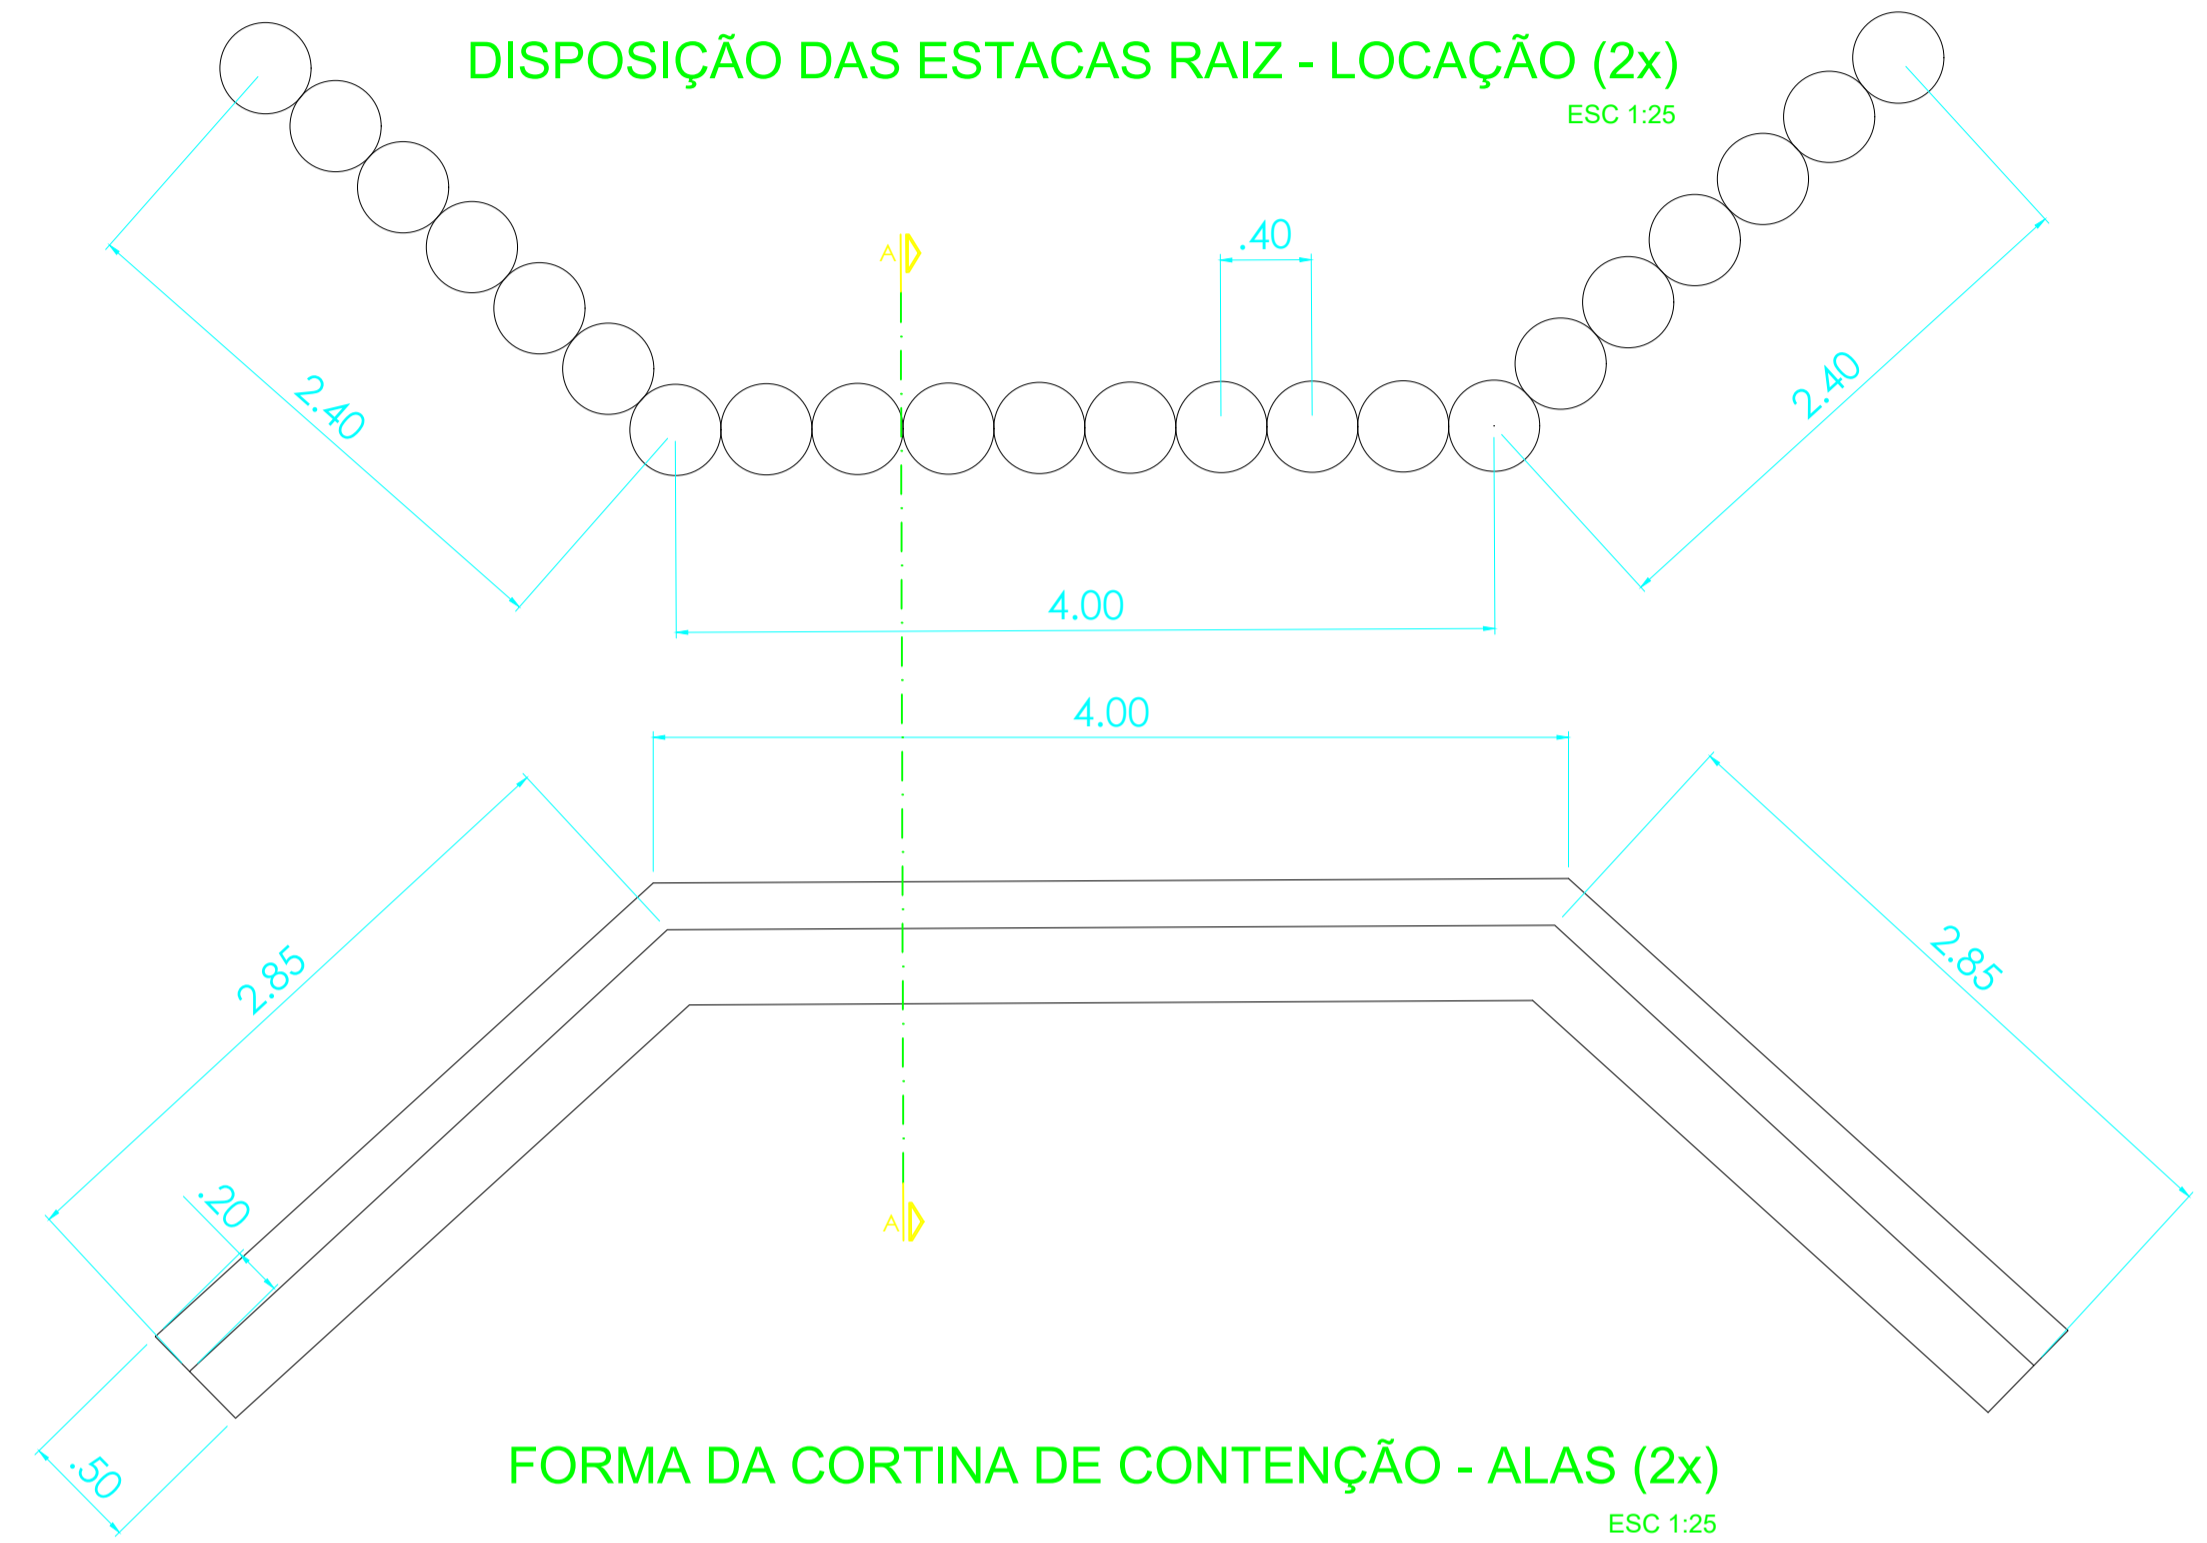 DISPOSIÇÃO DAS ESTACAS RAIZ - LOCAÇÃO (2x)
ESC 1:25
A
.40
2.40
2.40
4.00
4.00
2.85
2.85
.20
A
.50
FORMA DA CORTINA DE CONTENÇÃO - ALAS (2x)
ESC 1:25